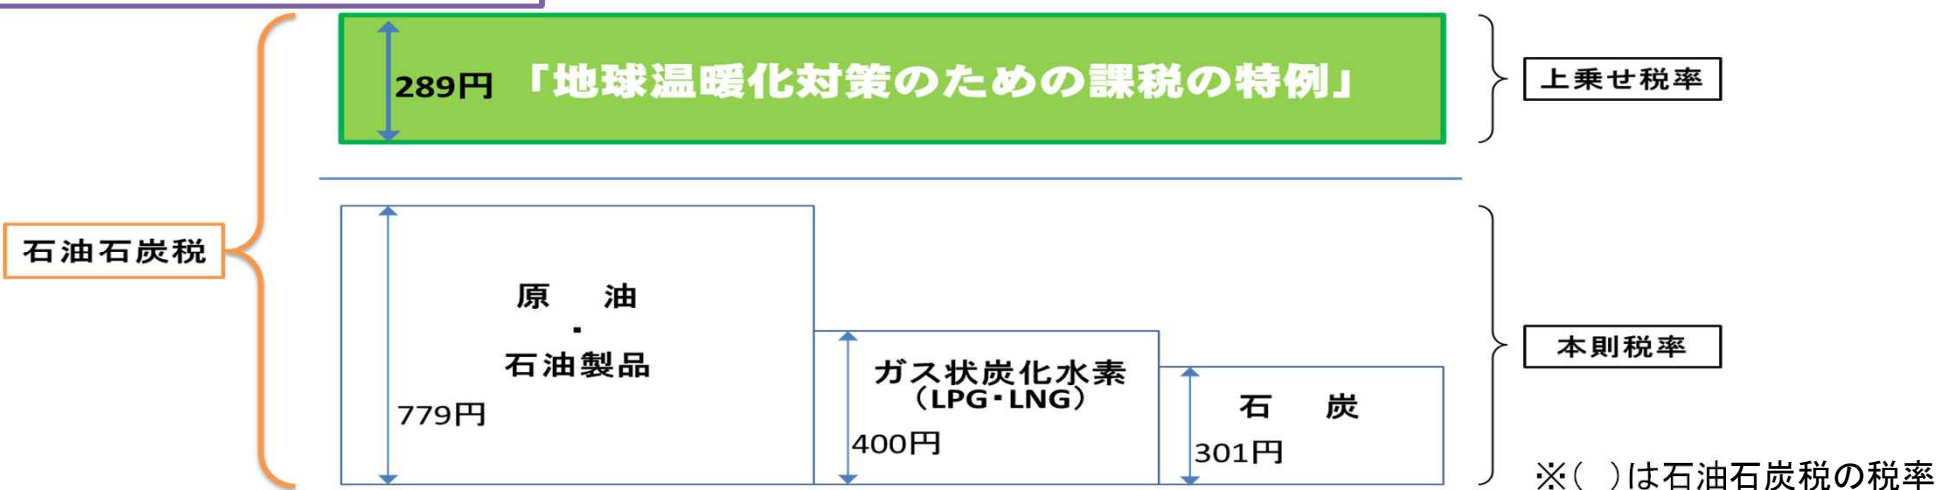 289円 「地球温暖化対策のための課税の特例」
上乗せ税率
石油石炭税
原　油
・
石油製品
779円
ガス状炭化水素
（LPG・LNG）
400円
石　炭
301円
本則税率
※(　)は石油石炭税の税率